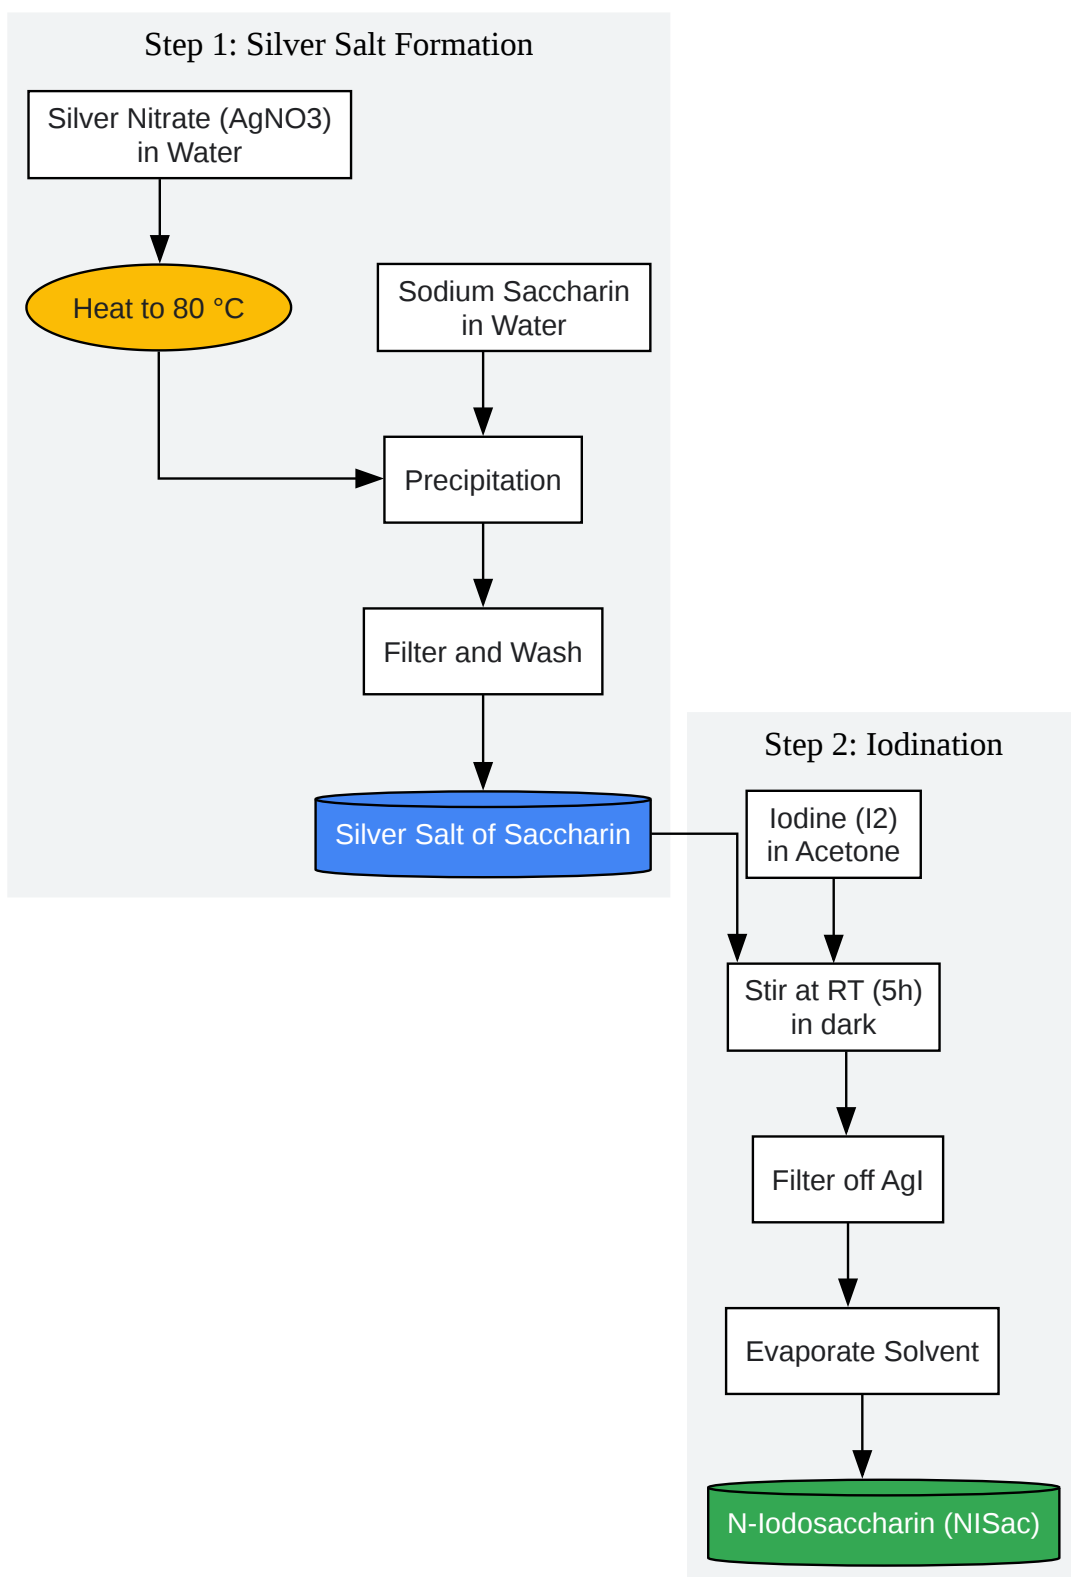 Step 1: Silver Salt Formation
Silver Nitrate (AgNO3)
in Water
Heat to 80 °C
Sodium Saccharin
in Water
Precipitation
Filter and Wash
Silver Salt of Saccharin
Step 2: Iodination
Iodine (I2)
in Acetone
Stir at RT (5h)
in dark
Filter off AgI
Evaporate Solvent
N-Iodosaccharin (NISac)